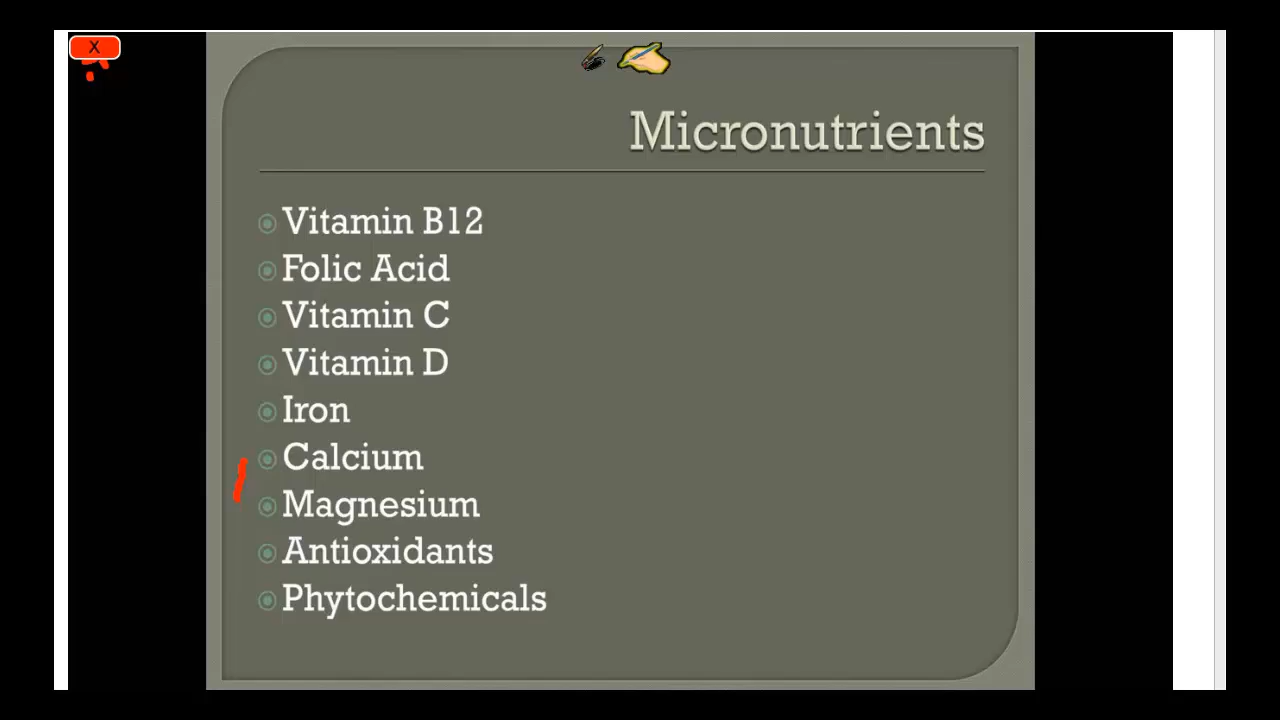 X
Micronutrients
Vitamin B12
Folic Acid
Vitamin C
Vitamin D
Iron
Calcium
Magnesium
Antioxidants
Phytochemicals